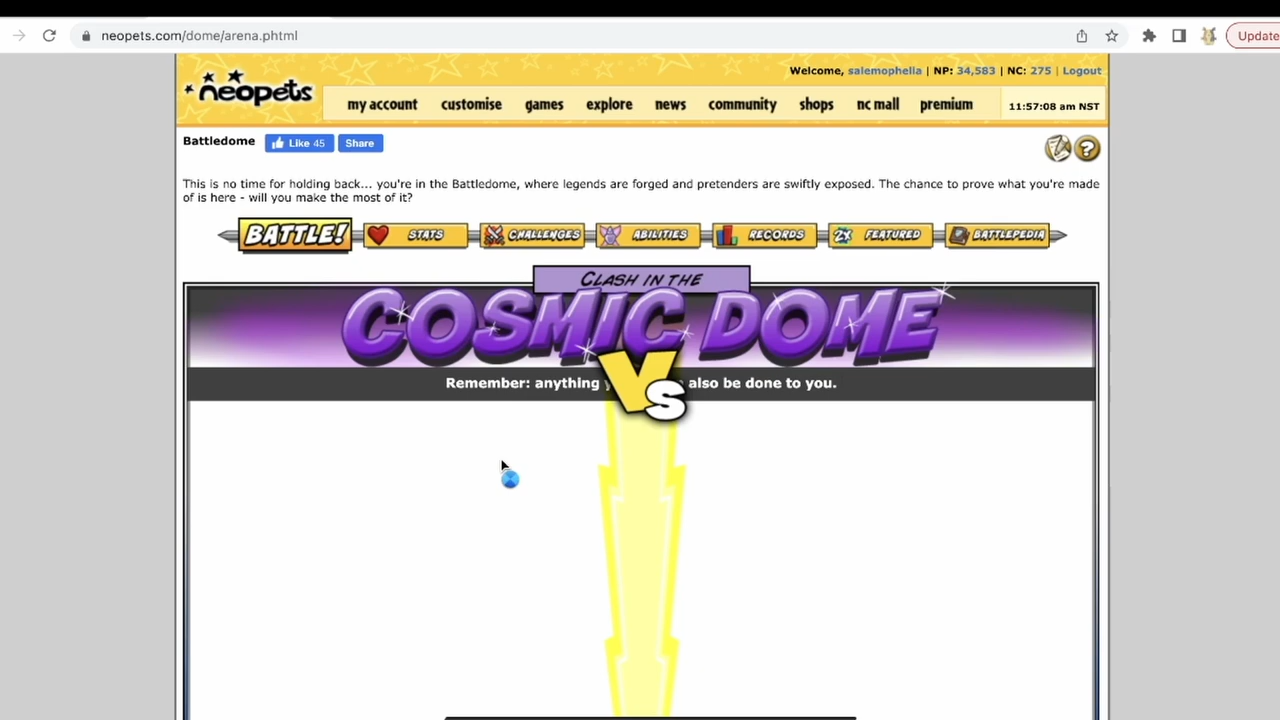 neopets.com/dome/arena.phtml
Update
neopets
Welcome, salemophelia | NP: 34,583 | NC: 275 | Logout
my account customise games explore news community shops nc mall premium 11:57:08 am NST
Battledome Like 45 Share
This is no time for holding back... you're in the Battledome, where legends are forged and pretenders are swiftly exposed. The chance to prove what you're made
of is here - will you make the most of it?
BATTLE! STATS CHALLENGES ABILITIES RECORDS 2X FEATURED BATTLEPEDIA
CLASH IN THE
COSMIC DOME
Vs
Remember: anything also be done to you.